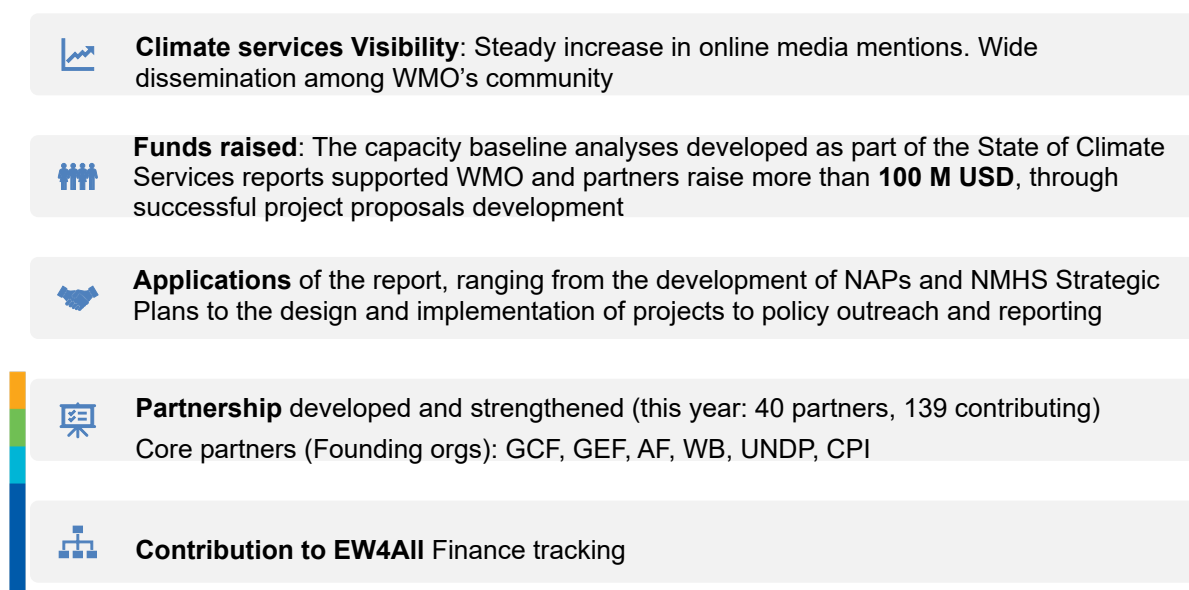 Climate services Visibility: Steady increase in online media mentions. Wide
dissemination among WMO’s community
Funds raised: The capacity baseline analyses developed as part of the State of Climate
Services reports supported WMO and partners raise more than 100 M USD, through
successful project proposals development
Applications of the report, ranging from the development of NAPs and NMHS Strategic
Plans to the design and implementation of projects to policy outreach and reporting
Partnership developed and strengthened (this year: 40 partners, 139 contributing)
Core partners (Founding orgs): GCF, GEF, AF, WB, UNDP, CPI
Contribution to EW4All Finance tracking